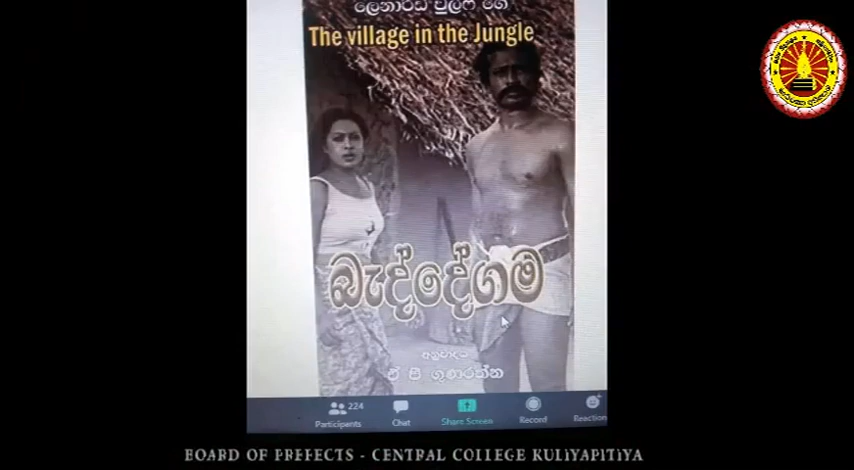 ලෙනාර්ඩ් වුල්ෆ් ගේ
The village in the Jungle
බැද්දේගම
අනුවාදය
ඒ පී ගුණරත්න
224
Participants
Chat
Share Screen
Record
Reaction
BOARD OF PREFECTS - CENTRAL COLLEGE KULIYAPITIYA